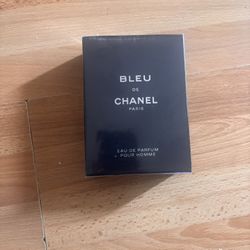 BLEU
DE
CHANEL
PARIS
EAU DE PARFUM
POUR HOMME